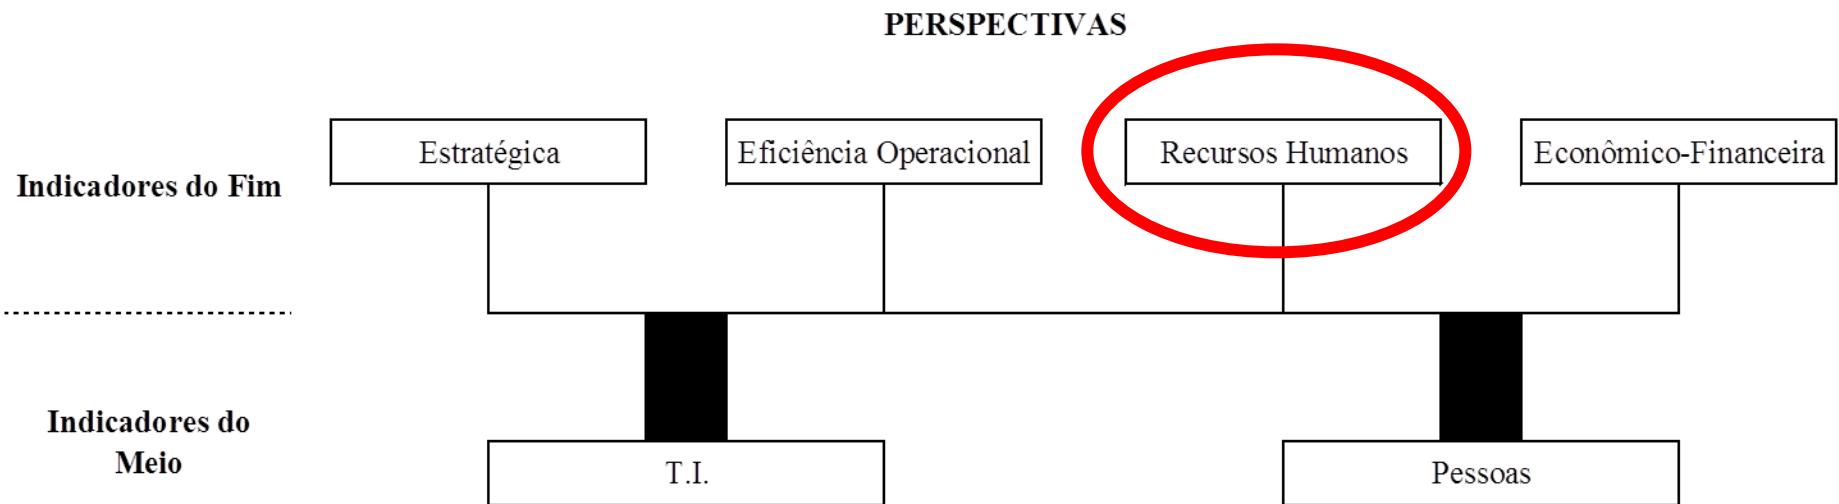 PERSPECTIVAS
Estratégica
Eficiência Operacional
Recursos Humanos
Econômico-Financeira
Indicadores do Fim
Indicadores do
Meio
T.I.
Pessoas